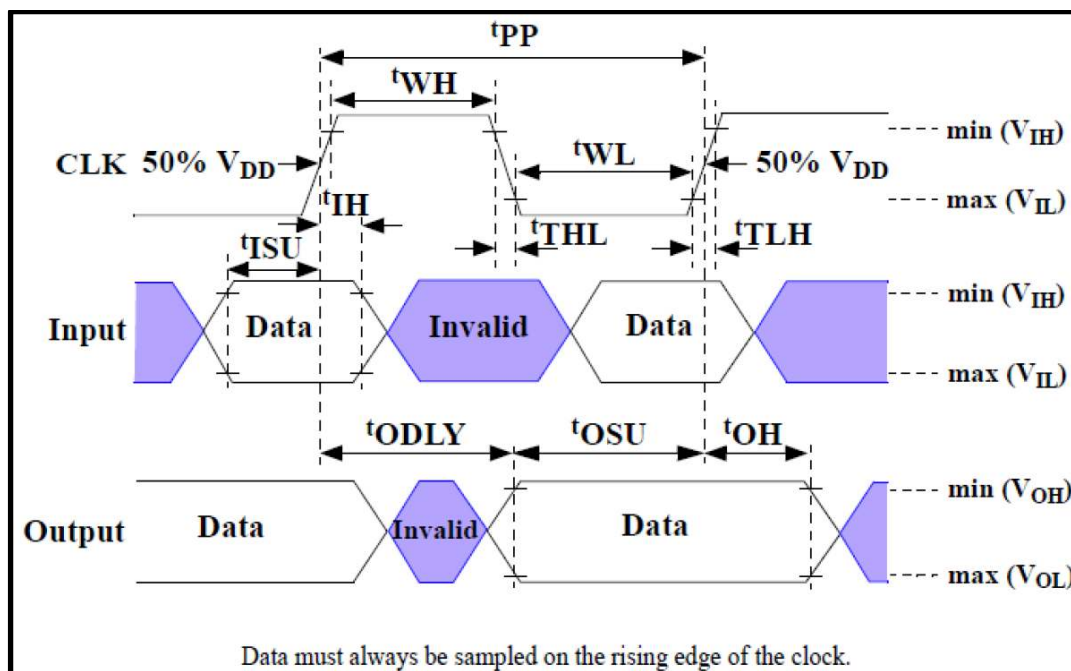 tPP
tWH
min (VIH)
CLK 50% VDD
tWL
50% VDD
tIH
max (VIL)
tTHL
tTLH
tISU
min (VIH)
Input
Data
Invalid
Data
max (VIL)
tODLY
tOSU
tOH
min (VOH)
Output
Data
Invalid
Data
max (VOL)
Data must always be sampled on the rising edge of the clock.